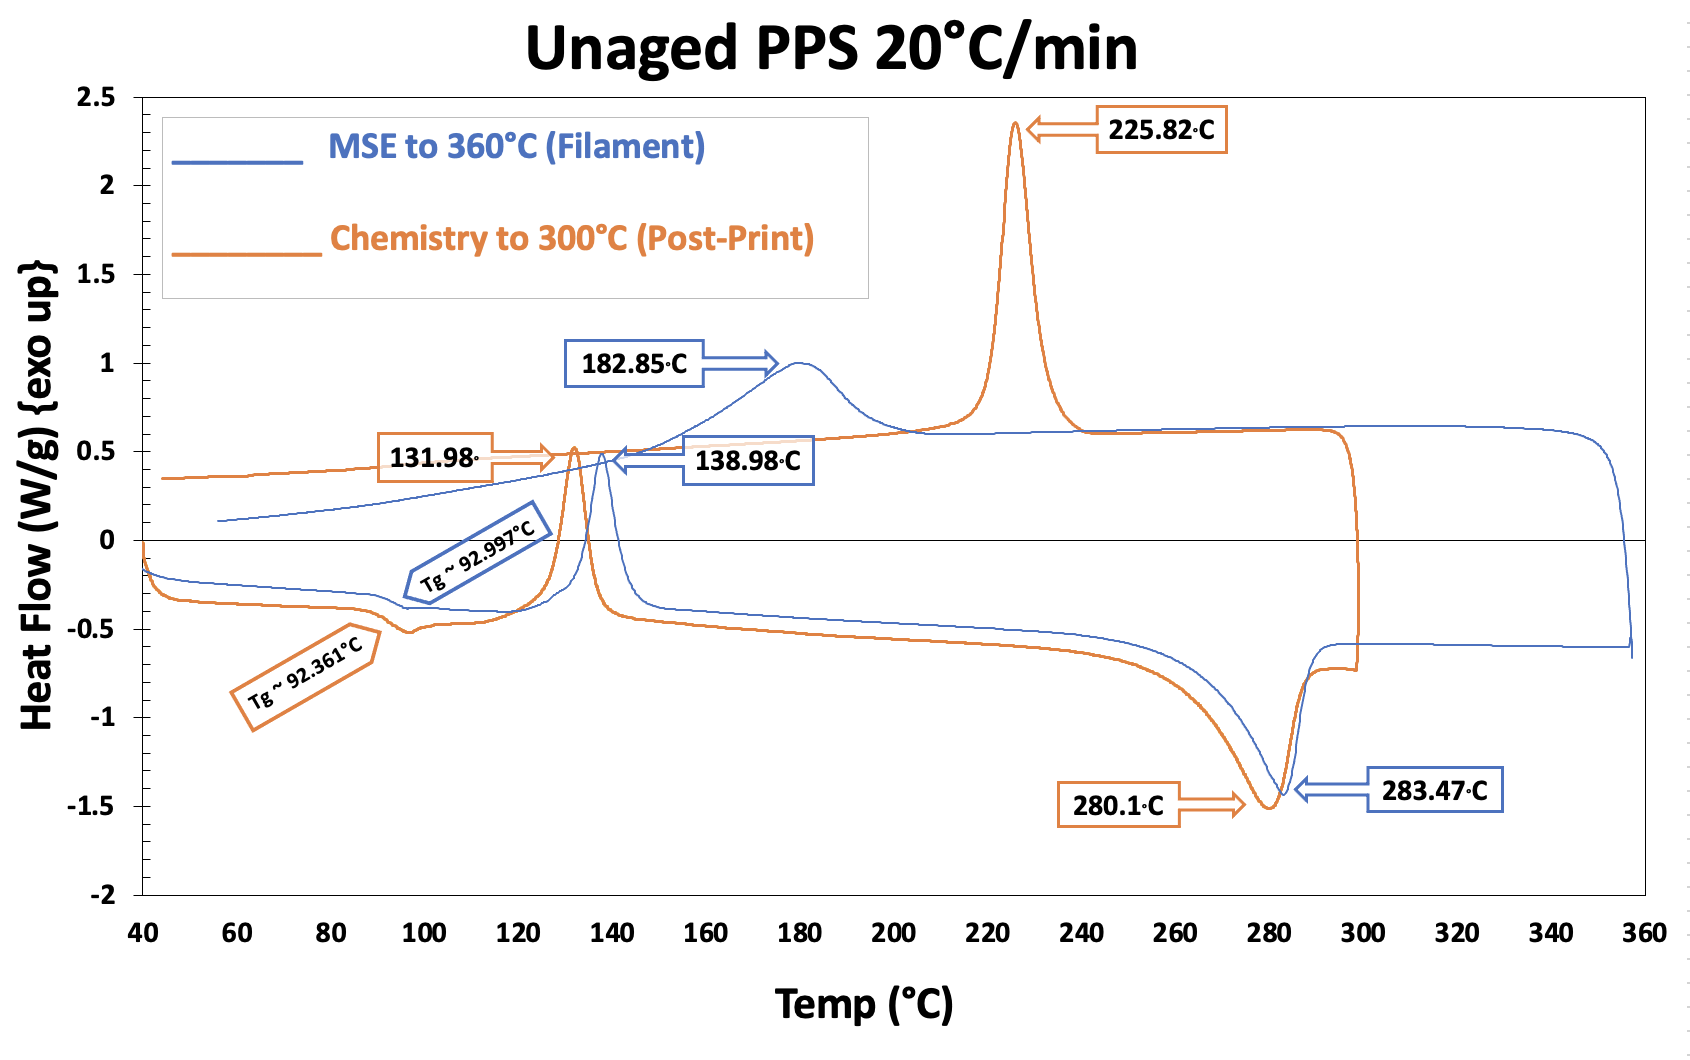 Unaged PPS 20°C/min
Heat Flow (W/g) {exo up}
2.5
2
1.5
1
0.5
0
-0.5
-1
-1.5
-2
MSE to 360°C (Filament)
Chemistry to 300°C (Post-Print)
225.82°C
182.85°C
131.98°
138.98°C
Tg ~ 92.997°C
Tg ~ 92.361°C
280.1°C
283.47°C
40 60 80 100 120 140 160 180 200 220 240 260 280 300 320 340 360
Temp (°C)